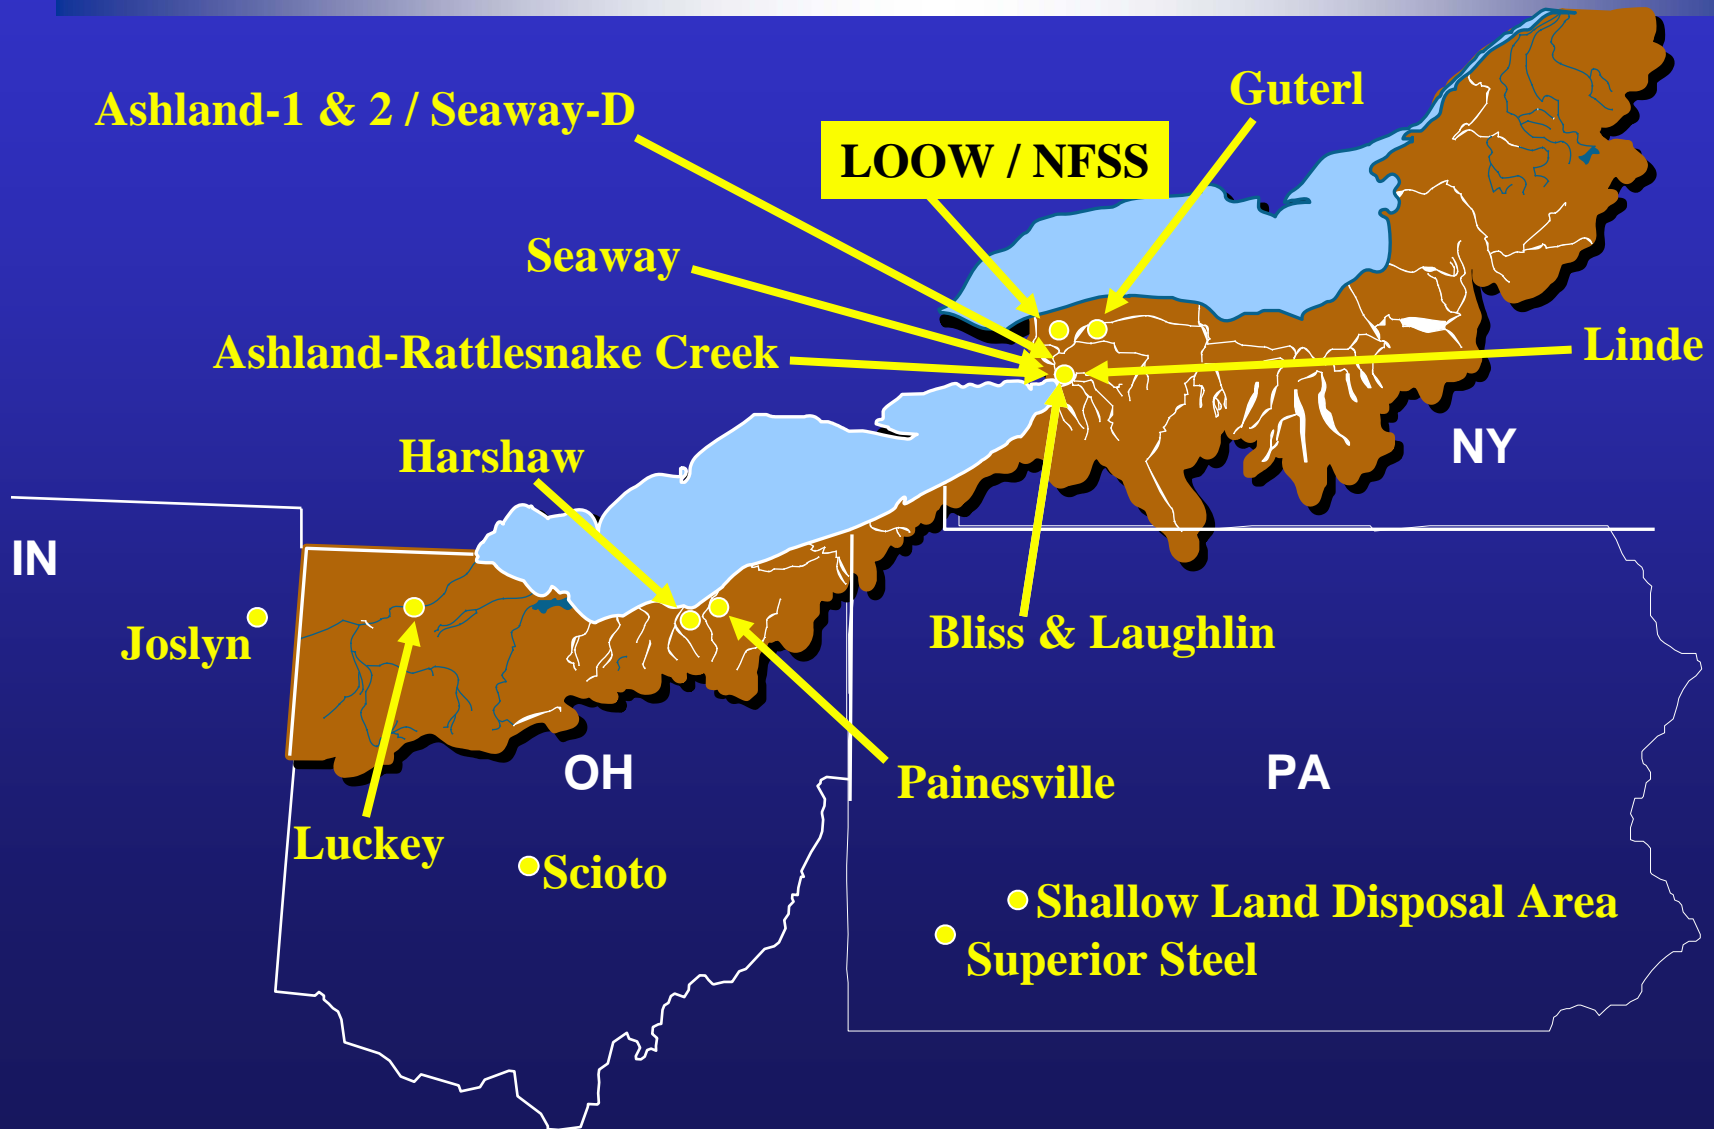 Guterl
Ashland-1 & 2 / Seaway-D
LOOW / NFSS
Seaway
Ashland-Rattlesnake Creek
Linde
Harshaw
NY
IN
Joslyn
Bliss & Laughlin
OH
Painesville
PA
Luckey
Scioto
Shallow Land Disposal Area
Superior Steel